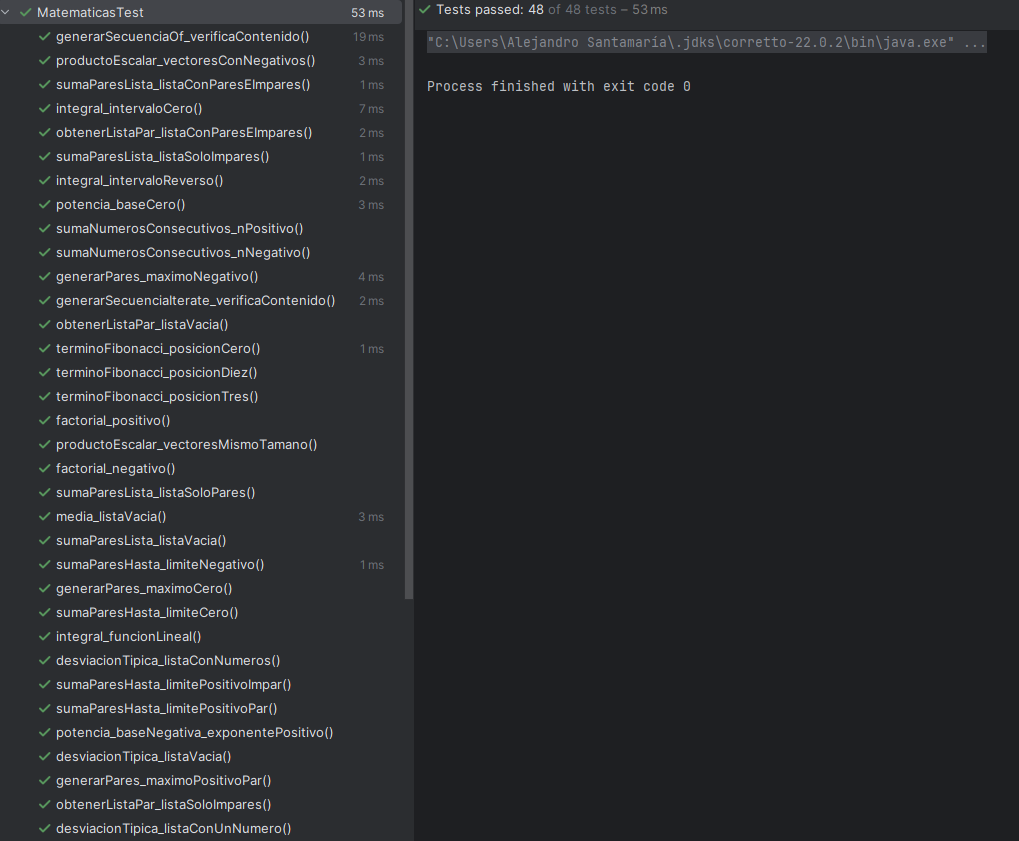 MatematicasTest 53 ms
generarSecuenciaOf_verificaContenido() 19 ms
productoEscalar_vectoresConNegativos() 3 ms
sumaParesLista_listaConParesEImpares() 1 ms
integral_intervaloCero() 7 ms
obtenerListaPar_listaConParesEImpares() 2 ms
sumaParesLista_listaSoloImpares() 1 ms
integral_intervaloReverso() 2 ms
potencia_baseCero() 3 ms
sumaNumerosConsecutivos_nPositivo()
sumaNumerosConsecutivos_nNegativo()
generarPares_maximoNegativo() 4 ms
generarSecuenciaIterate_verificaContenido() 2 ms
obtenerListaPar_listaVacia()
terminoFibonacci_posicionCero() 1 ms
terminoFibonacci_posicionDiez()
terminoFibonacci_posicionTres()
factorial_positivo()
productoEscalar_vectoresMismoTamano()
factorial_negativo()
sumaParesLista_listaSoloPares()
media_listaVacia() 3 ms
sumaParesLista_listaVacia()
sumaParesHasta_limiteNegativo() 1 ms
generarPares_maximoCero()
sumaParesHasta_limiteCero()
integral_funcionLineal()
desviacionTipica_listaConNumeros()
sumaParesHasta_limitePositivoImpar()
sumaParesHasta_limitePositivoPar()
potencia_baseNegativa_exponentePositivo()
desviacionTipica_listaVacia()
generarPares_maximoPositivoPar()
obtenerListaPar_listaSoloImpares()
desviacionTipica_listaConUnNumero()
Tests passed: 48 of 48 tests – 53 ms
"C:\Users\Alejandro Santamaría\.jdks\corretto-22.0.2\bin\java.exe" ...
Process finished with exit code 0